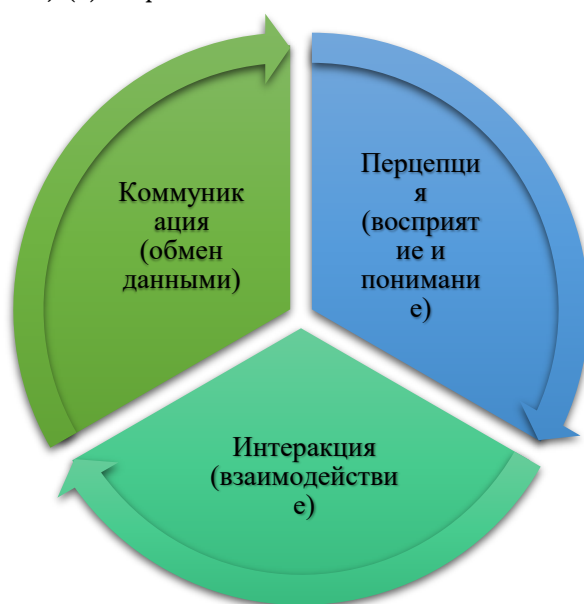 Коммуник
ация
(обмен
данными)
Перцепци
я
(восприят
ие и
понимани
е)
Интеракция
(взаимодействи
е)